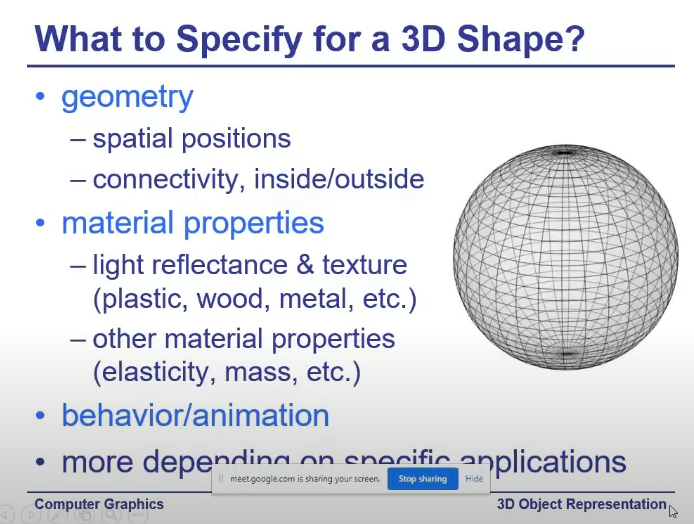 What to Specify for a 3D Shape?
• geometry
– spatial positions
– connectivity, inside/outside
• material properties
– light reflectance & texture
(plastic, wood, metal, etc.)
– other material properties
(elasticity, mass, etc.)
• behavior/animation
• more depending on specific applications
meet.google.com is sharing your screen. Stop sharing Hide
Computer Graphics 3D Object Representation